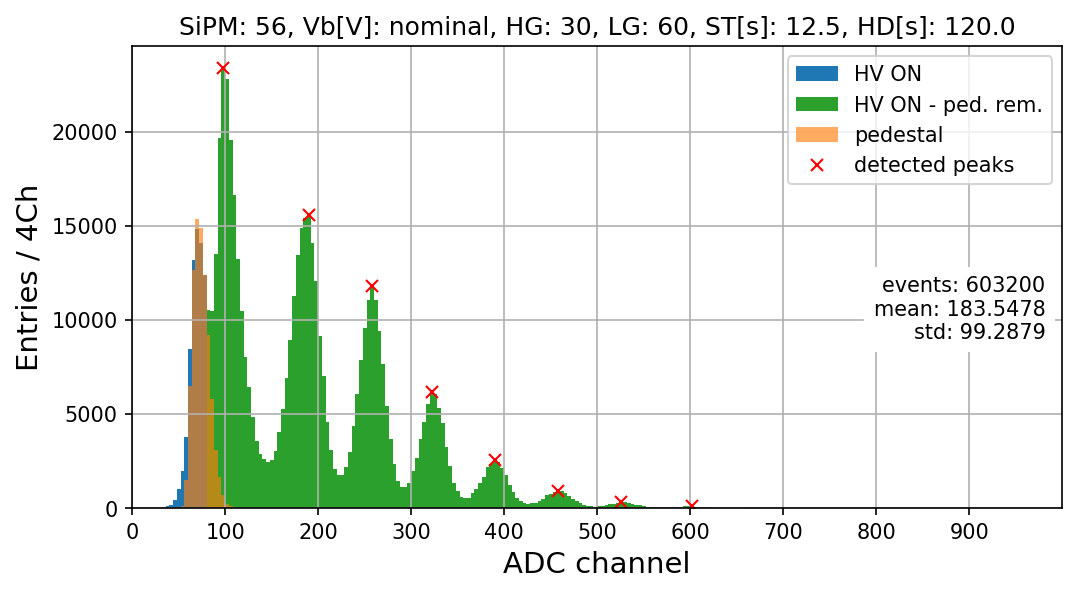 SiPM: 56, Vb[V]: nominal, HG: 30, LG: 60, ST[s]: 12.5, HD[s]: 120.0
HV ON
HV ON - ped. rem.
pedestal
detected peaks
events: 603200
mean: 183.5478
std: 99.2879
Entries / 4Ch
20000
15000
10000
5000
0
0 100 200 300 400 500 600 700 800 900
ADC channel